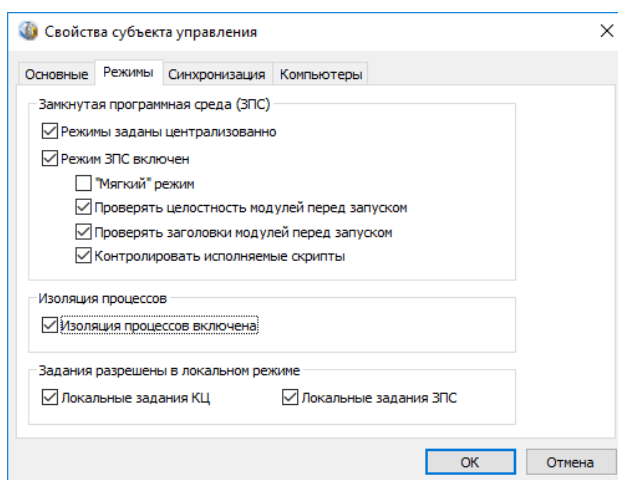 Свойства субъекта управления
Основные Режимы Синхронизация Компьютеры
Замкнутая программная среда (ЗПС)
Режимы заданы централизованно
Режим ЗПС включен
"Мягкий" режим
Проверять целостность модулей перед запуском
Проверять заголовки модулей перед запуском
Контролировать исполняемые скрипты
Изоляция процессов
Изоляция процессов включена
Задания разрешены в локальном режиме
Локальные задания КЦ Локальные задания ЗПС
ОК Отмена